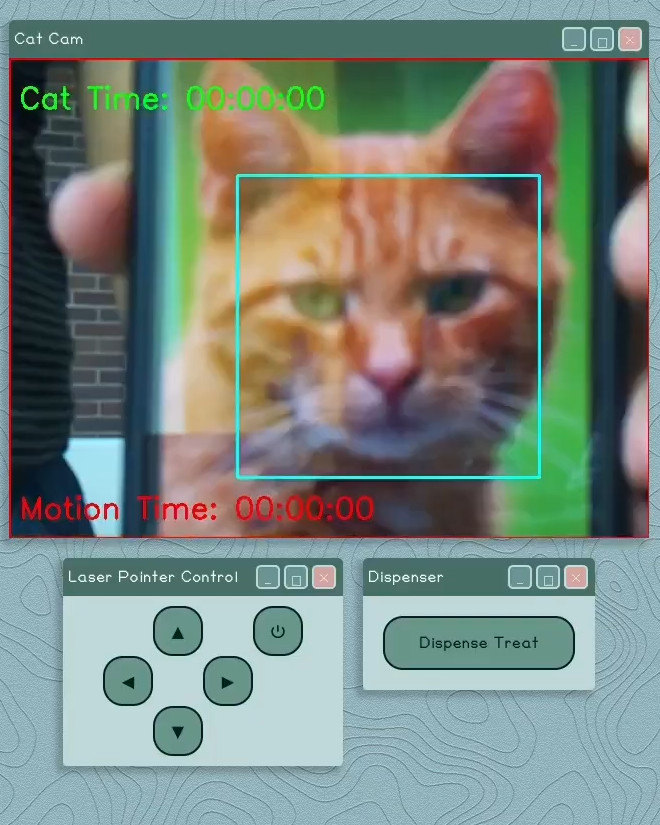 Cat Cam
Cat Time: 00:00:00
Motion Time: 00:00:00
Laser Pointer Control
Dispenser
Dispense Treat